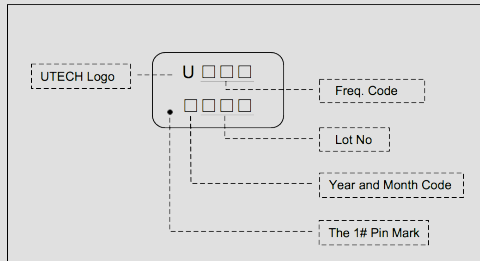 UTECH Logo
U □□□
Freq. Code
□□□□
Lot No
Year and Month Code
The 1# Pin Mark